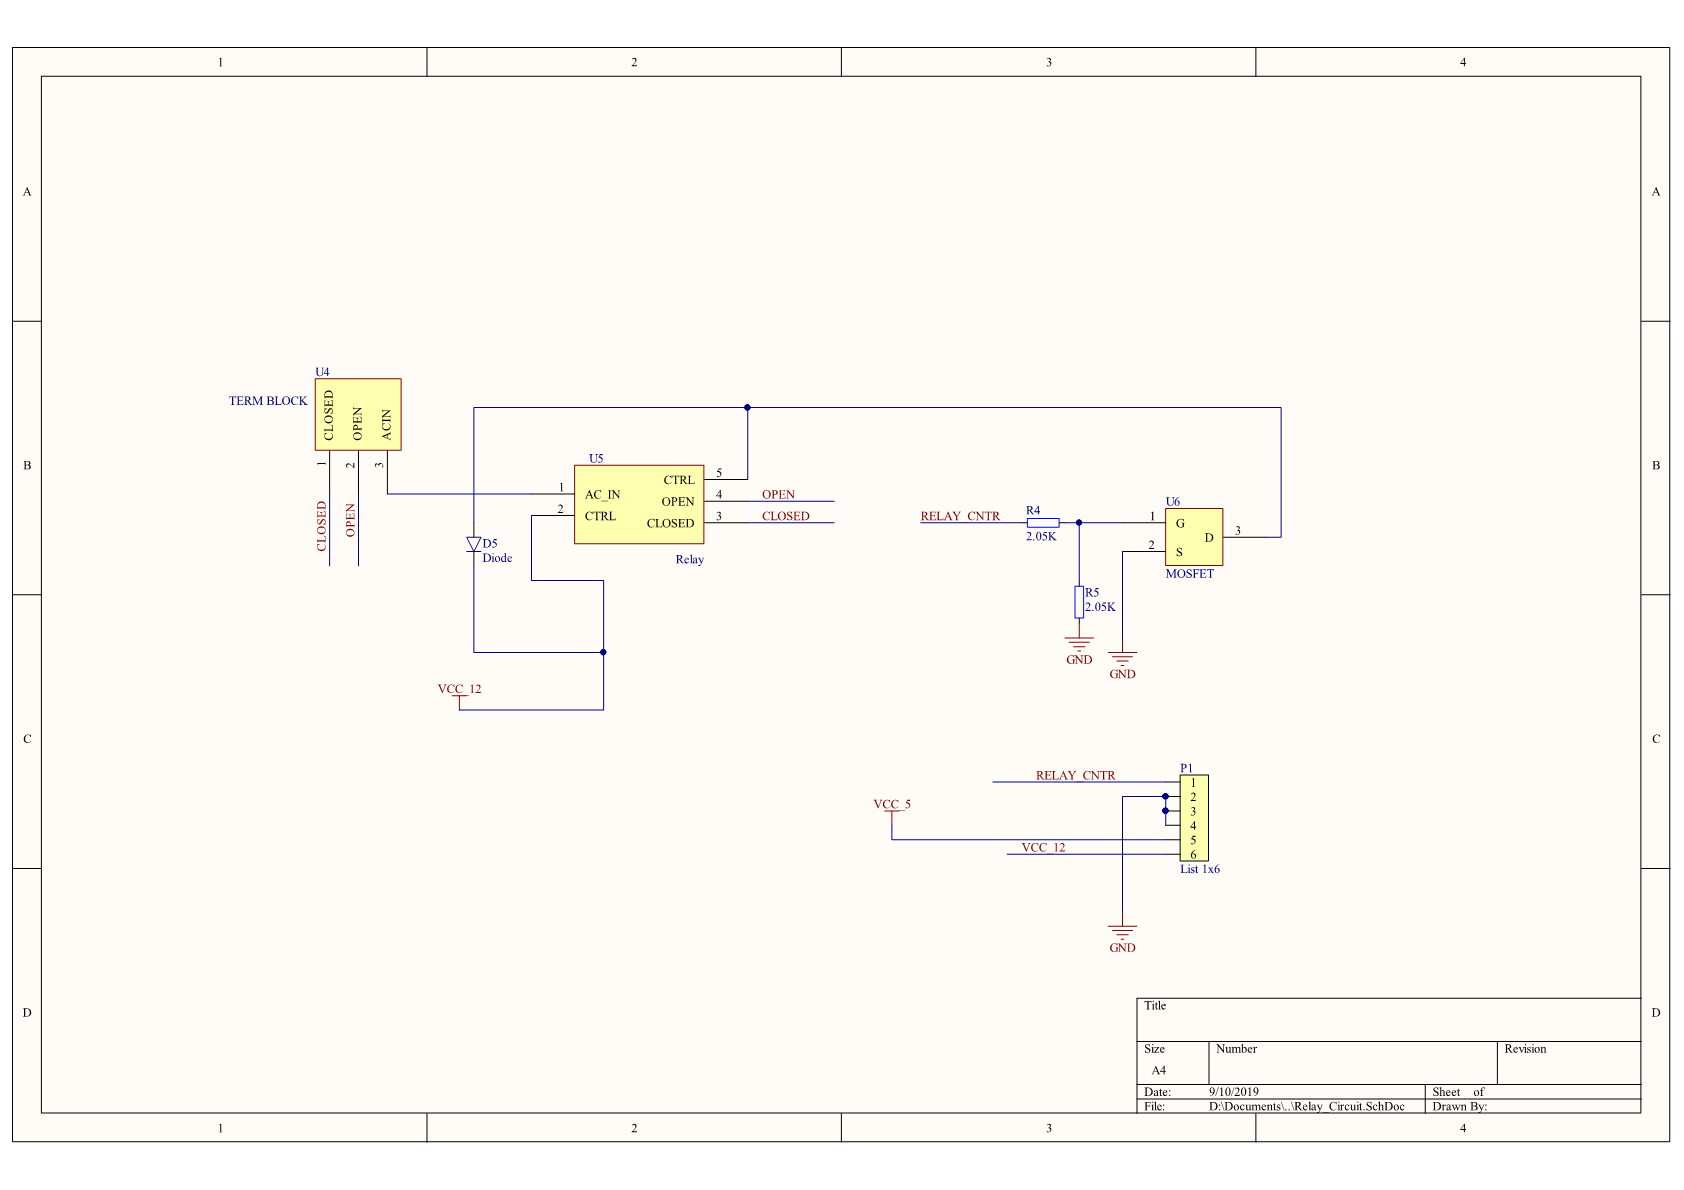 1 2 3 4
A A
U4
TERM BLOCK
CLOSED
OPEN
ACIN
1
2
3
CLOSED
OPEN
B B
U5
1 AC_IN CTRL 5
2 CTRL OPEN 4 OPEN
CLOSED 3 CLOSED
Relay
D5
Diode
VCC_12
RELAY_CNTR
R4
2.05K
R5
2.05K
GND
GND
U6
1 G
2 S
D 3
MOSFET
C C
P1
RELAY_CNTR 1
2
VCC_5 3
4
5
VCC_12 6
List 1x6
GND
D D
Title
Size Number Revision
A4
Date: 9/10/2019 Sheet of
File: D:\Documents\..\Relay_Circuit.SchDoc Drawn By:
1 2 3 4